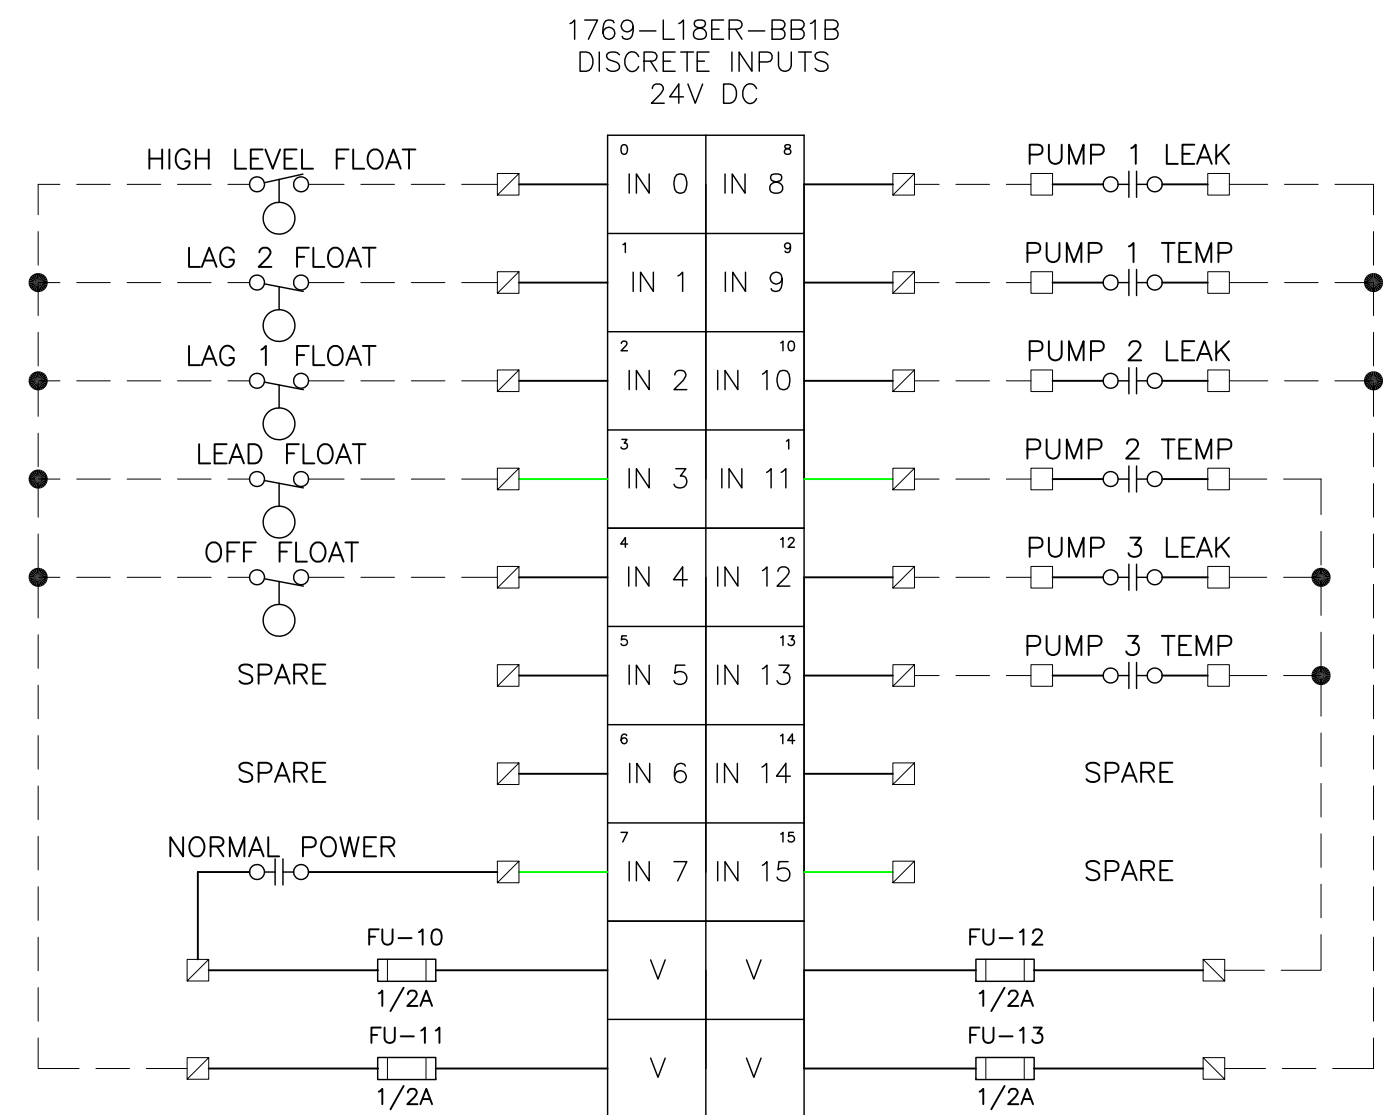 1769-L18ER-BB1B
DISCRETE INPUTS
24V DC
HIGH LEVEL FLOAT
0
IN 0
8
IN 8
PUMP 1 LEAK
LAG 2 FLOAT
1
IN 1
9
IN 9
PUMP 1 TEMP
LAG 1 FLOAT
2
IN 2
10
IN 10
PUMP 2 LEAK
LEAD FLOAT
3
IN 3
1
IN 11
PUMP 2 TEMP
OFF FLOAT
4
IN 4
12
IN 12
PUMP 3 LEAK
SPARE
5
IN 5
13
IN 13
PUMP 3 TEMP
SPARE
6
IN 6
14
IN 14
SPARE
NORMAL POWER
7
IN 7
15
IN 15
SPARE
FU-10
1/2A
V
V
FU-12
1/2A
FU-11
1/2A
V
V
FU-13
1/2A